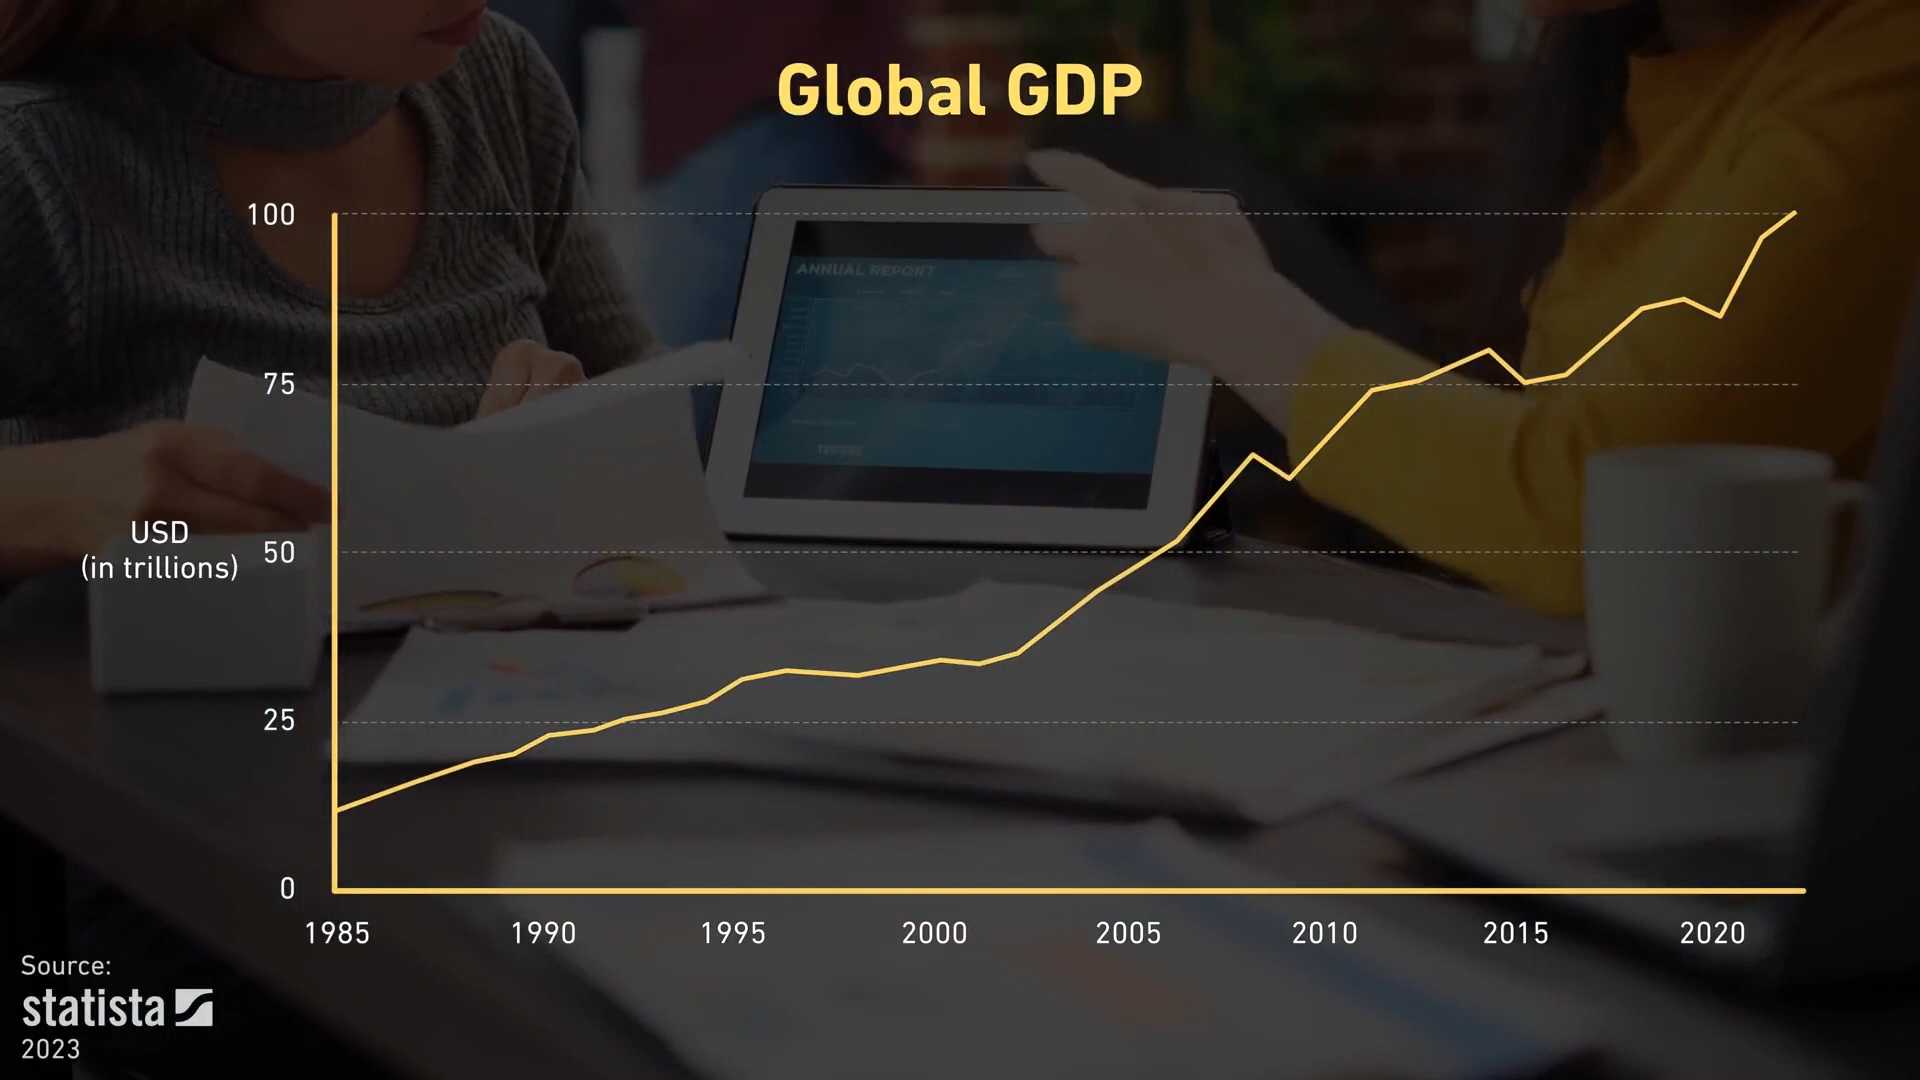 Global GDP
100
ANNUAL REPORT
75
USD
(in trillions)
50
25
0
1985 1990 1995 2000 2005 2010 2015 2020
Source:
statista
2023